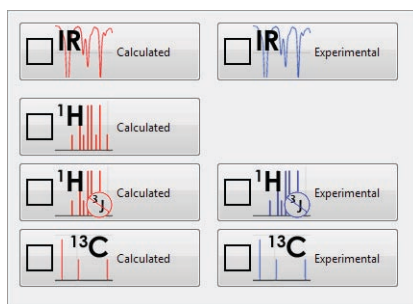 IR Calculated IR Experimental
¹H Calculated
¹H ³J Calculated ¹H ³J Experimental
¹³C Calculated ¹³C Experimental